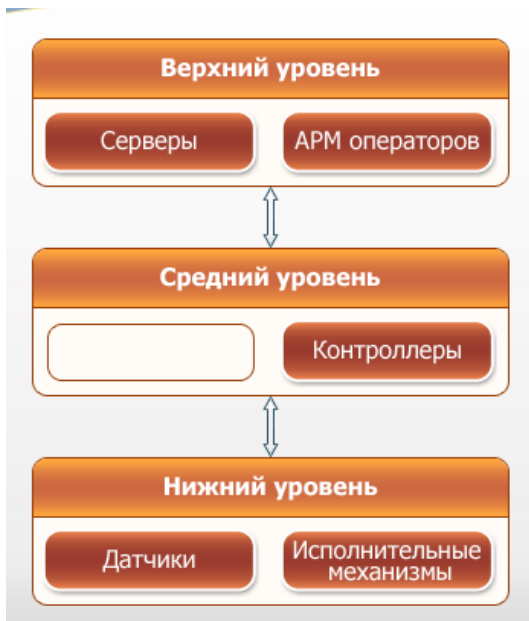 Верхний уровень
Серверы
АРМ операторов
Средний уровень
Контроллеры
Нижний уровень
Датчики
Исполнительные
механизмы